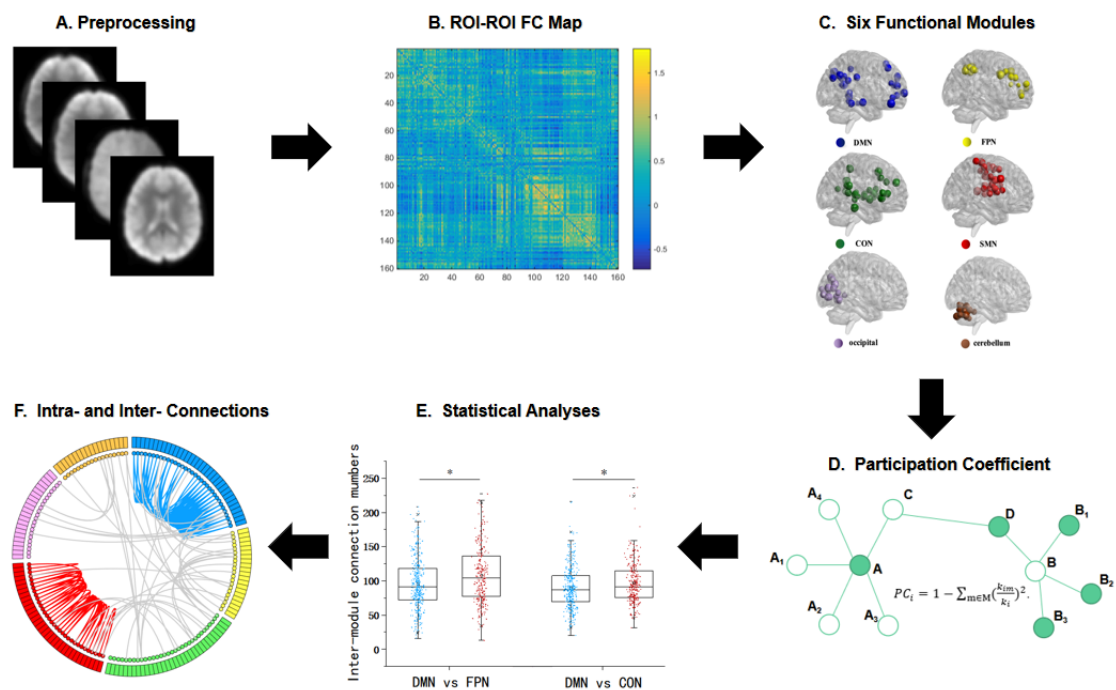 A. Preprocessing
B. ROI-ROI FC Map
20
40
60
80
100
120
140
160
20 40 60 80 100 120 140 160
1.5
1
0.5
0
-0.5
C. Six Functional Modules
DMN
FPN
CON
SMN
occipital
cerebellum
D. Participation Coefficient
A₄
C
D
B₁
A₁
A
B
B₂
A₂
A₃
B₃
PCᵢ = 1 − ∑ₘ∈M(kᵢₘ/kᵢ)².
E. Statistical Analyses
Inter-module connection numbers
250
200
150
100
50
0
*
*
DMN vs FPN
DMN vs CON
F. Intra- and Inter- Connections